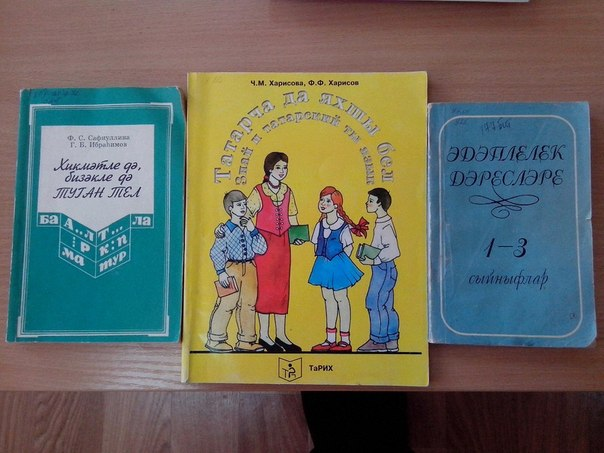 Ф. С. Сафиуллина
Г. Б. Ибраһимов
Хикмәтле дә,
бизәкле дә
ТУГАН ТЕЛ
Ч.М. Харисова, Ф.Ф. Харисов
Татарча да яхшы бел
Знай и татарский ты язык
ТаРИХ
ӘДӘПЛЕЛЕК
ДӘРЕСЛӘРЕ
1—3
сыйныфлар